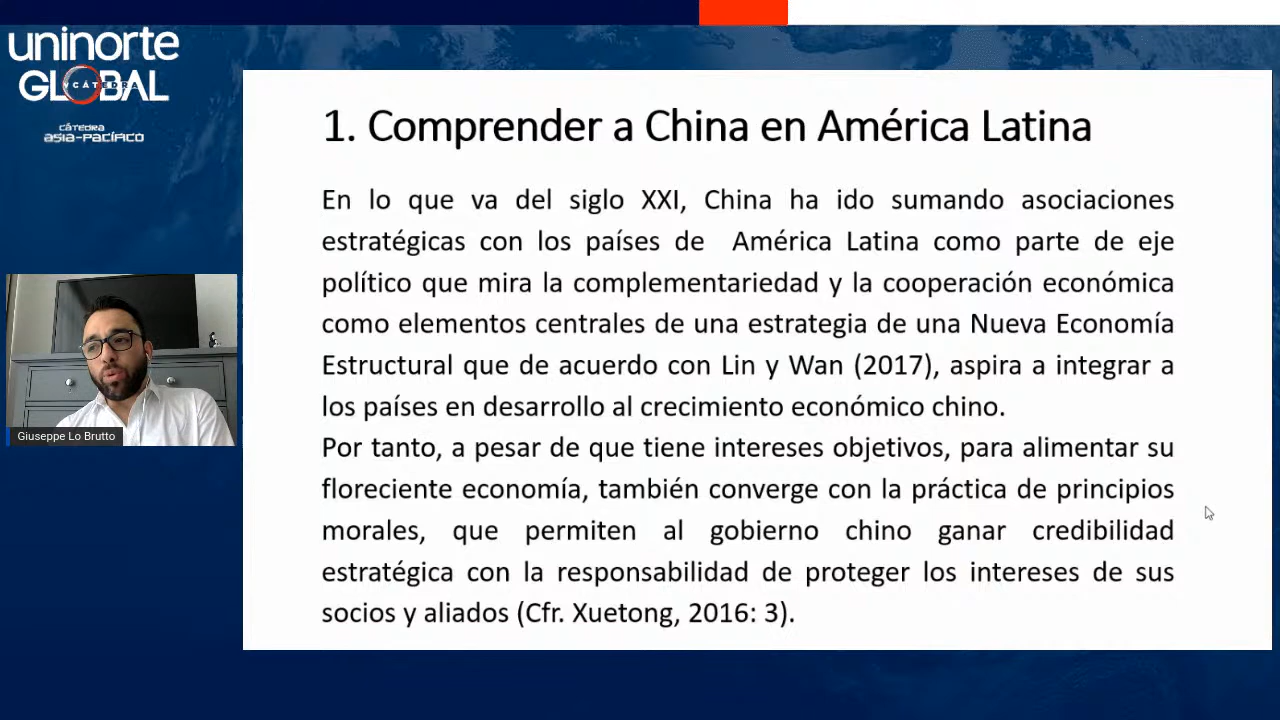 uninorte
GLOBAL
CÁTEDRA
CÁTEDRA
asia-pacífico
1. Comprender a China en América Latina
En lo que va del siglo XXI, China ha ido sumando asociaciones
estratégicas con los países de América Latina como parte de eje
político que mira la complementariedad y la cooperación económica
como elementos centrales de una estrategia de una Nueva Economía
Estructural que de acuerdo con Lin y Wan (2017), aspira a integrar a
los países en desarrollo al crecimiento económico chino.
Por tanto, a pesar de que tiene intereses objetivos, para alimentar su
floreciente economía, también converge con la práctica de principios
morales, que permiten al gobierno chino ganar credibilidad
estratégica con la responsabilidad de proteger los intereses de sus
socios y aliados (Cfr. Xuetong, 2016: 3).
Giuseppe Lo Brutto